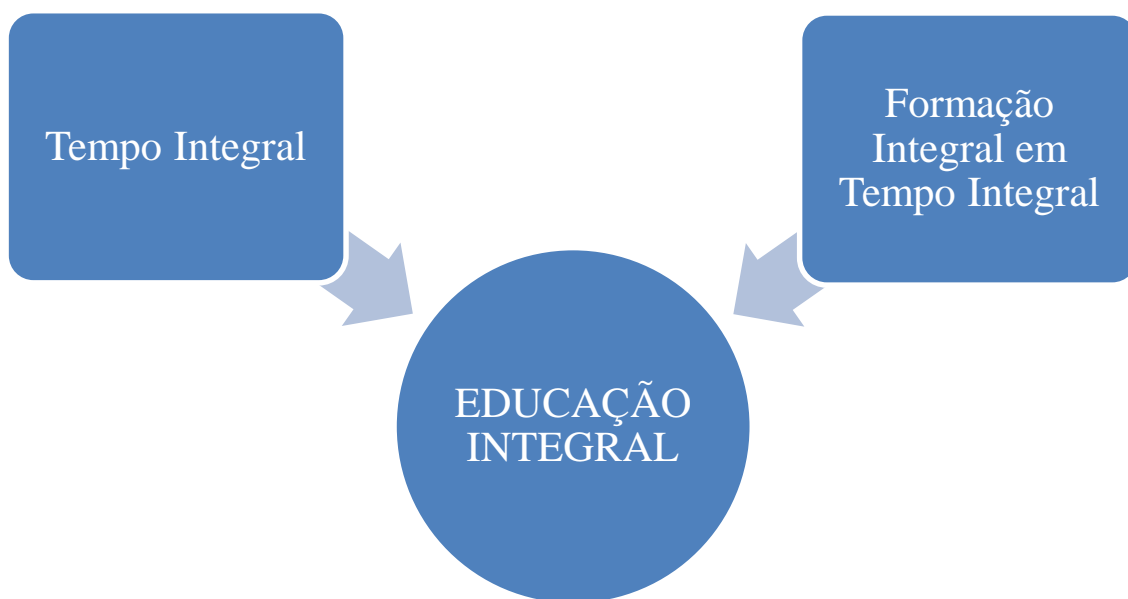 Tempo Integral
Formação
Integral em
Tempo Integral
EDUCAÇÃO
INTEGRAL